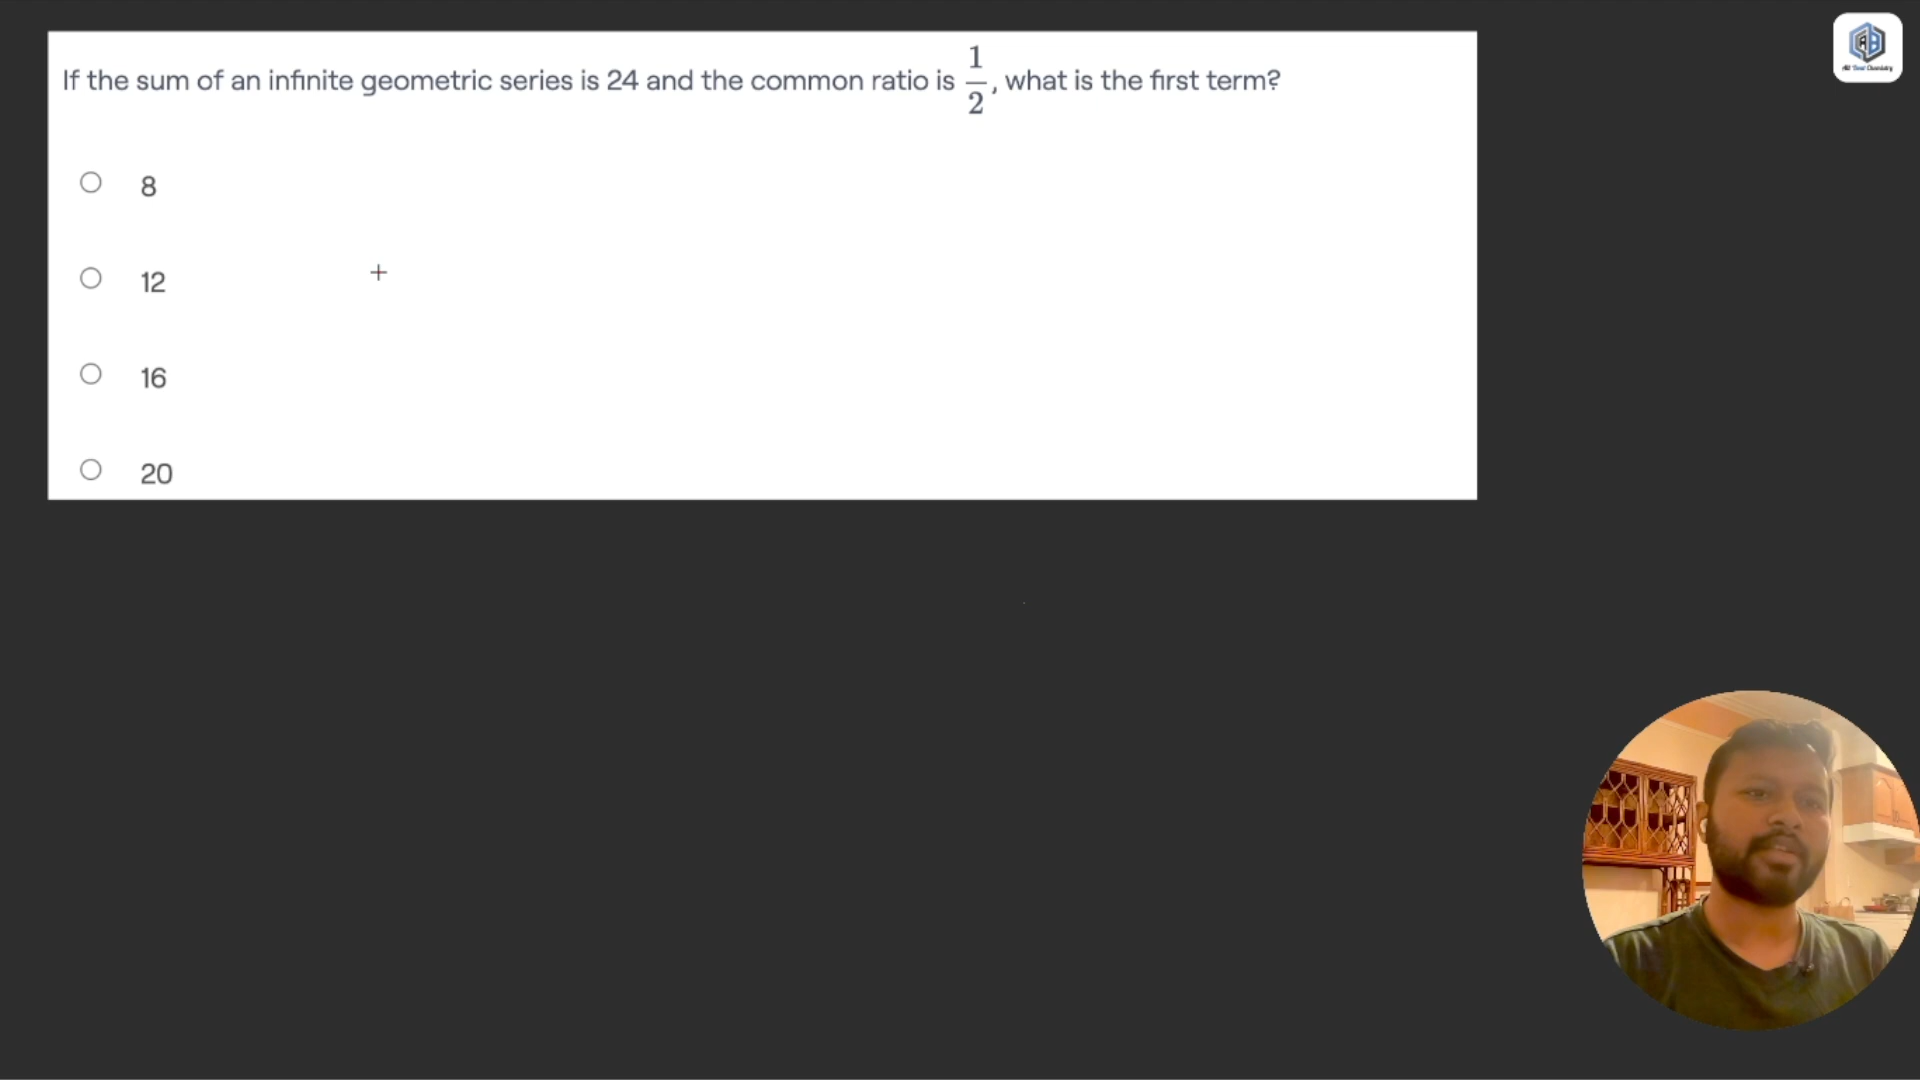 If the sum of an infinite geometric series is 24 and the common ratio is 1/2, what is the first term?
8
12
16
20